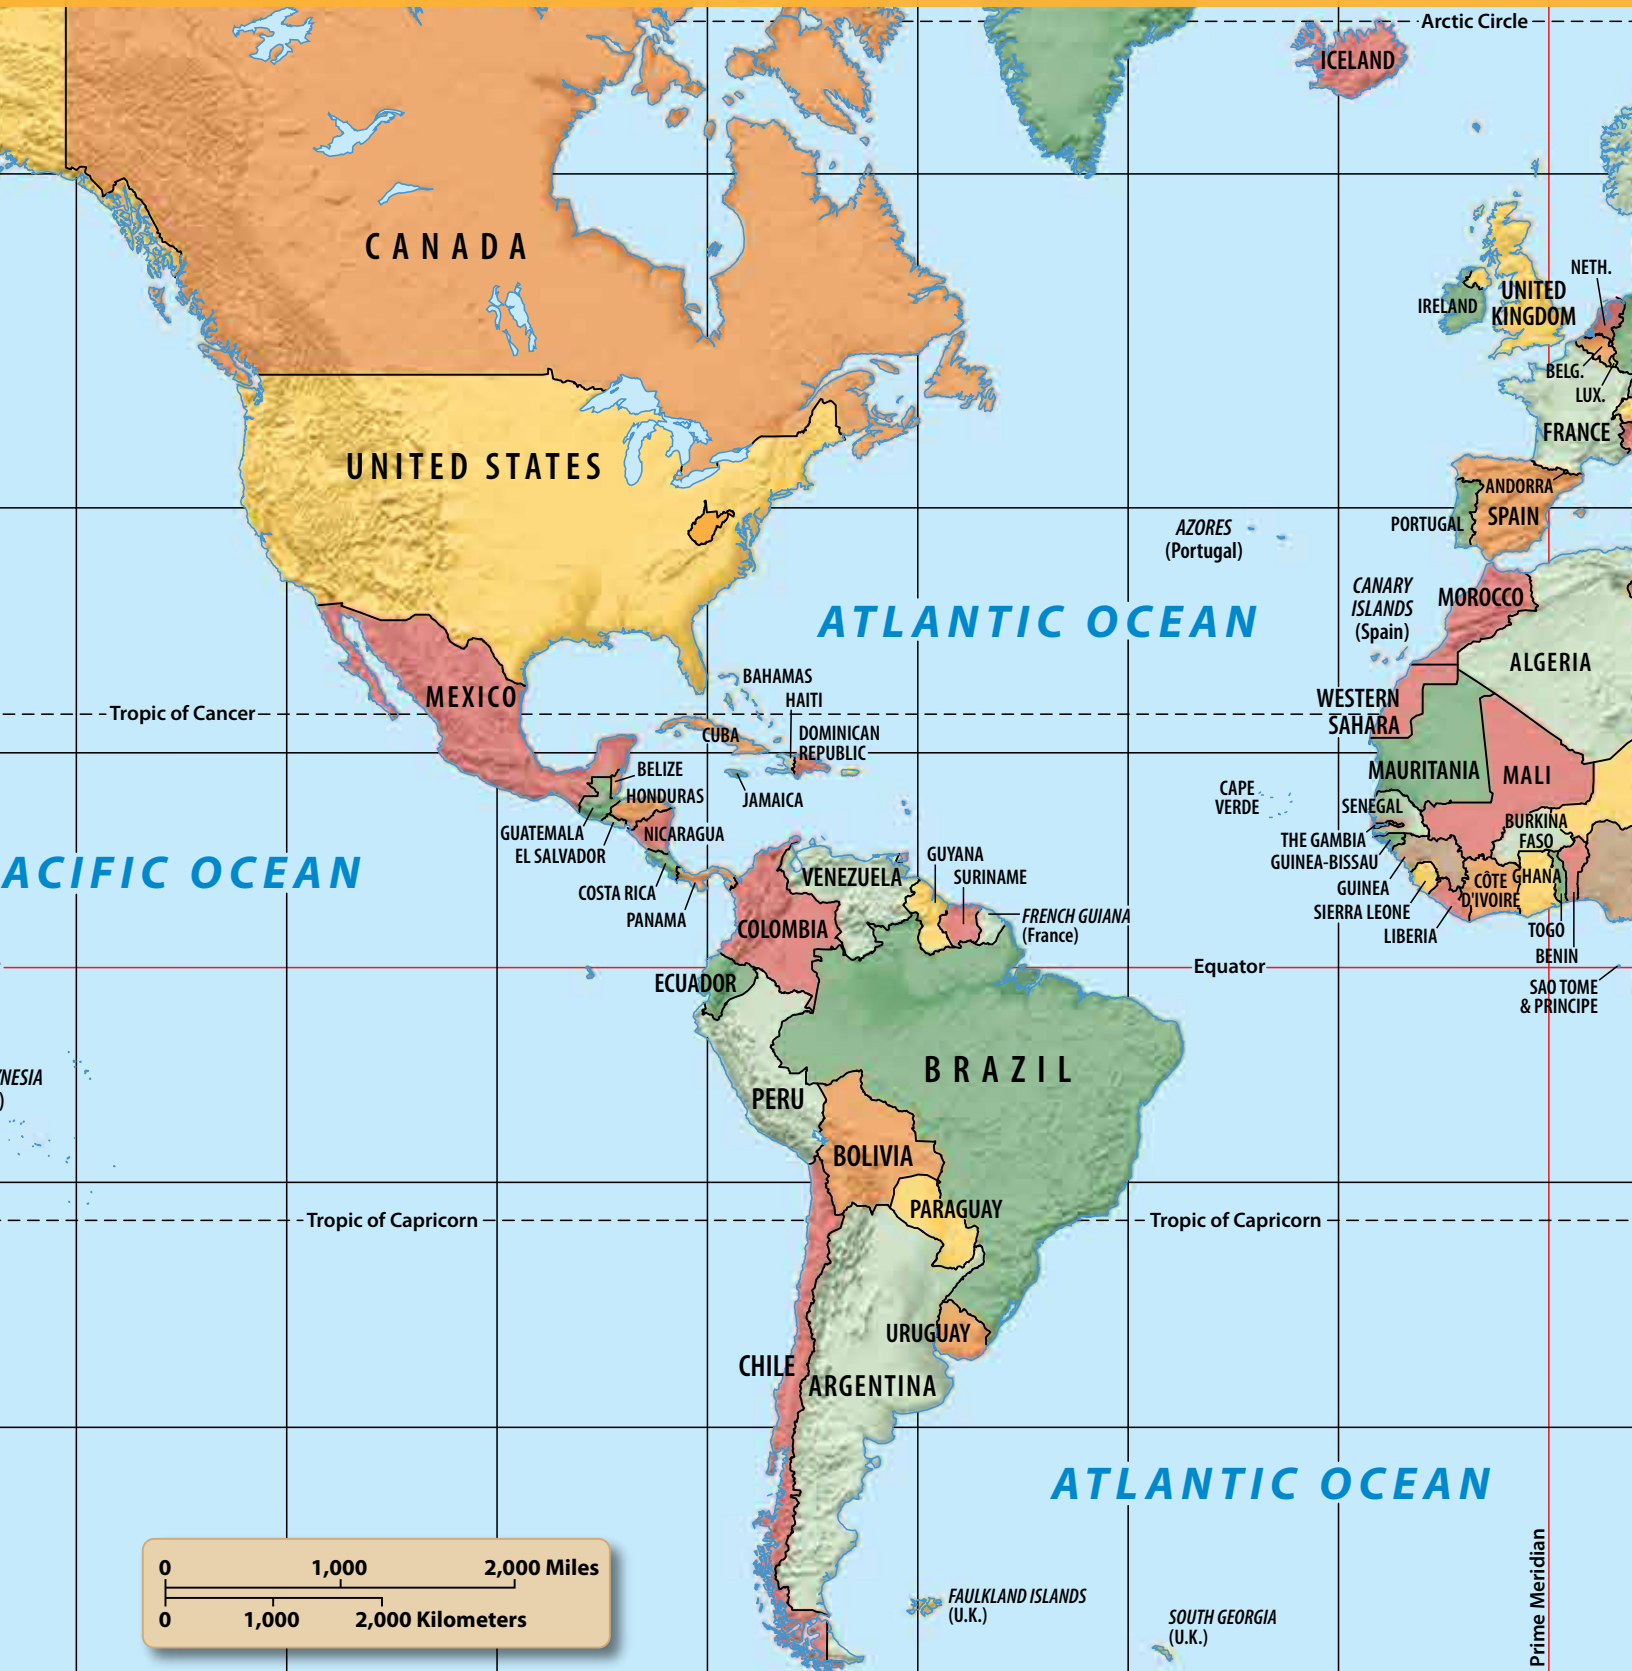 Arctic Circle
ICELAND
CANADA
NETH.
IRELAND
UNITED
KINGDOM
BELG.
LUX.
FRANCE
UNITED STATES
ANDORRA
SPAIN
PORTUGAL
AZORES
(Portugal)
CANARY
ISLANDS
(Spain)
MOROCCO
ATLANTIC OCEAN
ALGERIA
BAHAMAS
HAITI
MEXICO
WESTERN
SAHARA
Tropic of Cancer
CUBA
DOMINICAN
REPUBLIC
BELIZE
HONDURAS
JAMAICA
MAURITANIA
MALI
CAPE
VERDE
SENEGAL
GUATEMALA
NICARAGUA
EL SALVADOR
BURKINA
FASO
THE GAMBIA
GUINEA-BISSAU
ACIFIC OCEAN
GUYANA
SURINAME
VENEZUELA
COSTA RICA
PANAMA
GUINEA
CÔTE
D'IVOIRE
GHANA
SIERRA LEONE
LIBERIA
TOGO
BENIN
COLOMBIA
FRENCH GUIANA
(France)
Equator
ECUADOR
SAO TOME
& PRINCIPE
BRAZIL
NESIA
)
PERU
BOLIVIA
PARAGUAY
Tropic of Capricorn
Tropic of Capricorn
URUGUAY
CHILE
ARGENTINA
ATLANTIC OCEAN
0 1,000 2,000 Miles
0 1,000 2,000 Kilometers
FAULKLAND ISLANDS
(U.K.)
SOUTH GEORGIA
(U.K.)
Prime Meridian